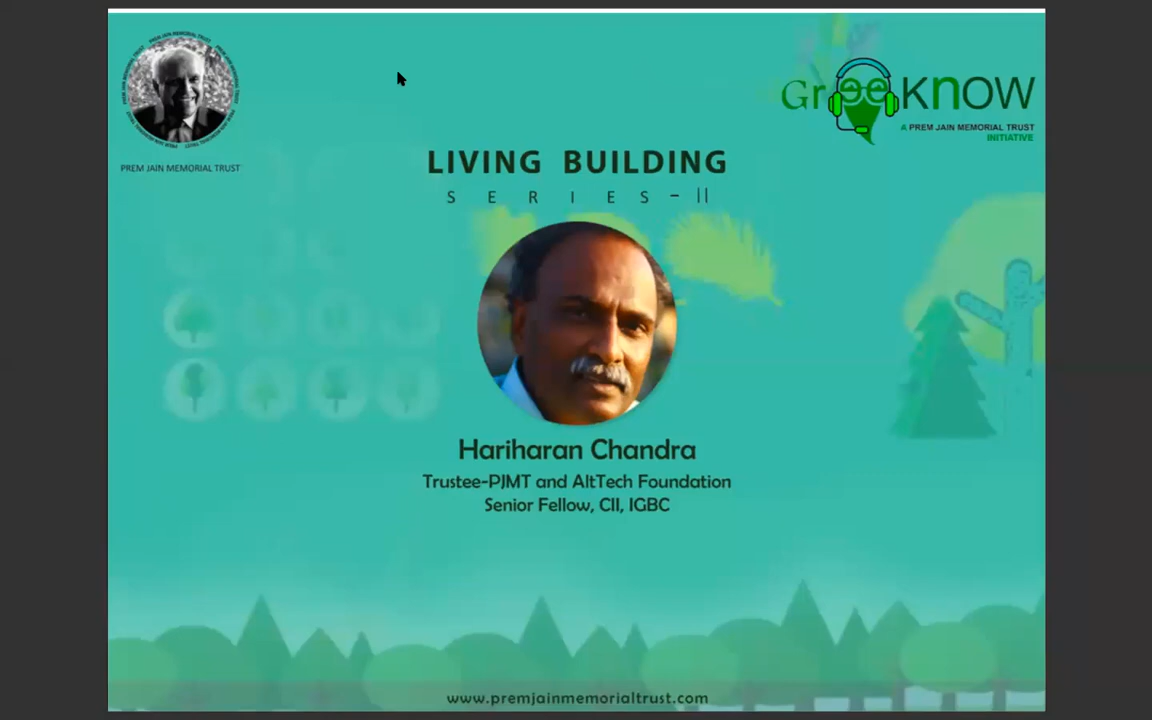 PREM JAIN MEMORIAL TRUST
GreeKNOW
A PREM JAIN MEMORIAL TRUST
INITIATIVE
LIVING BUILDING
SERIES-II
Hariharan Chandra
Trustee-PJMT and AltTech Foundation
Senior Fellow, CII, IGBC
www.premjainmemorialtrust.com